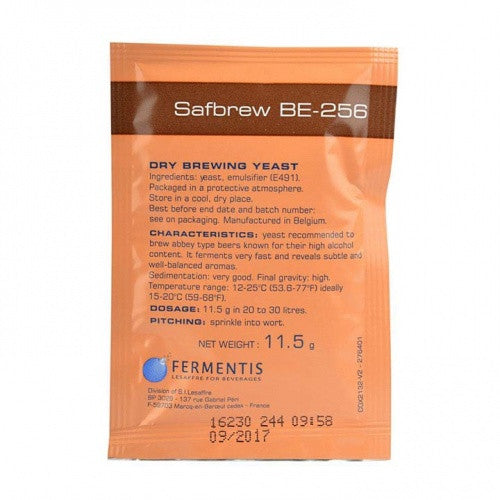 Safbrew BE-256
DRY BREWING YEAST
Ingredients: yeast, emulsifier (E491).
Packaged in a protective atmosphere.
Store in a cool, dry place.
Best before end date and batch number:
see on packaging. Manufactured in Belgium.
CHARACTERISTICS: yeast recommended to
brew abbey type beers known for their high alcohol
content. It ferments very fast and reveals subtle and
well-balanced aromas.
Sedimentation: very good. Final gravity: high.
Temperature range: 12-25°C (53.6-77°F) ideally
15-20°C (59-68°F).
DOSAGE: 11.5 g in 20 to 30 litres.
PITCHING: sprinkle into wort.
NET WEIGHT: 11.5 g
FERMENTIS
LESAFFRE FOR BEVERAGES
Division of S.I.Lesaffre
BP 3029 - 137 rue Gabriel Péri
F-59703 Marcq-en-Barœul cedex - France
16230 244 09:58
09/2017